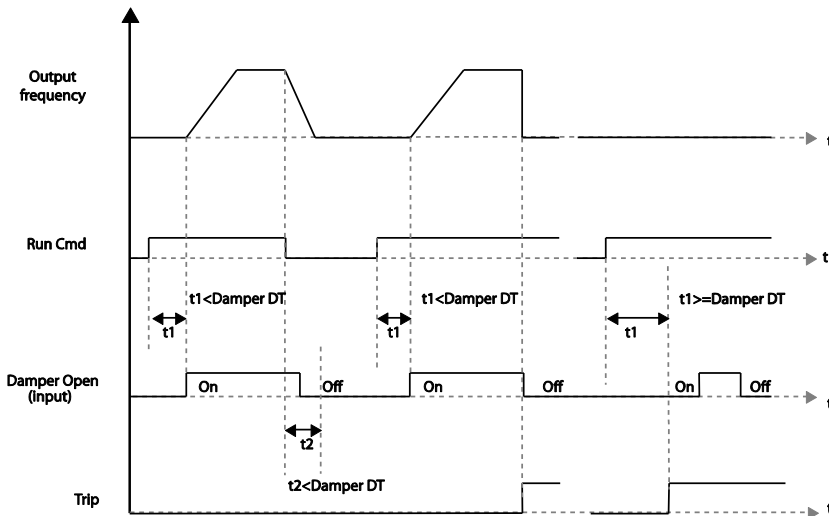 Output
frequency
t
Run Cmd
t
t1<Damper DT
t1<Damper DT
t1>=Damper DT
t1
t1
t1
Damper Open
(Input)
On
Off
On
Off
On
Off
t
t2
t2<Damper DT
Trip
t